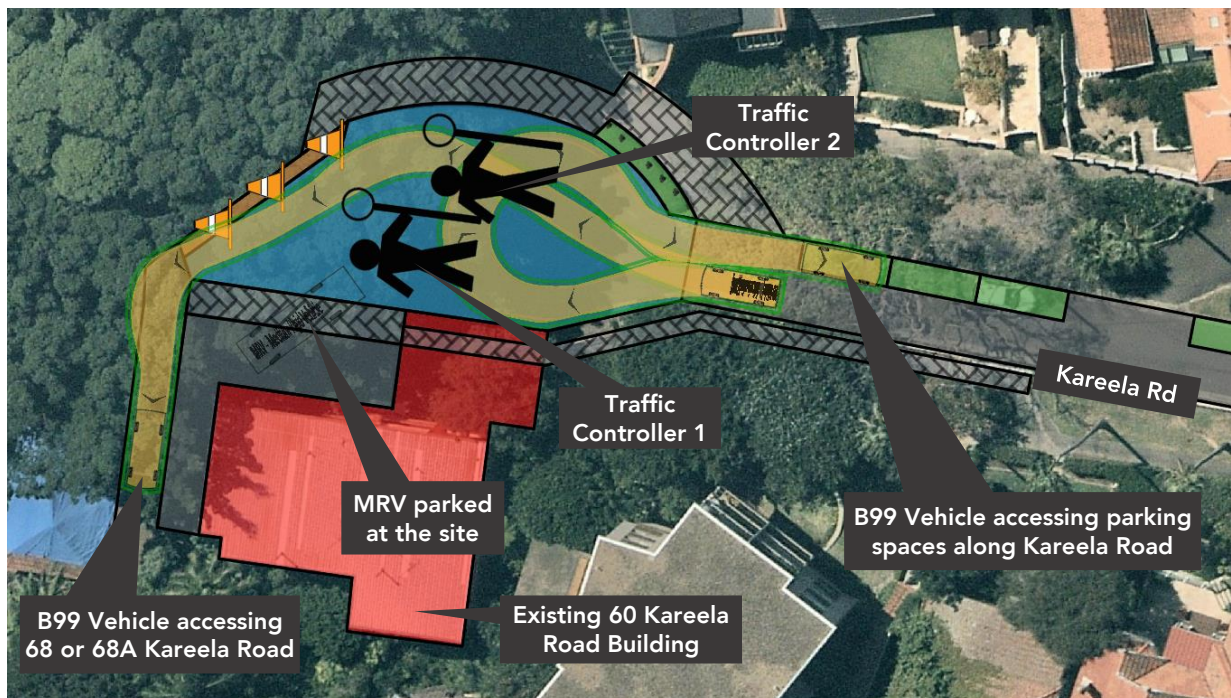 Traffic
Controller 2
Kareela Rd
Traffic
Controller 1
MRV parked
at the site
B99 Vehicle accessing parking
spaces along Kareela Road
B99 Vehicle accessing
68 or 68A Kareela Road
Existing 60 Kareela
Road Building